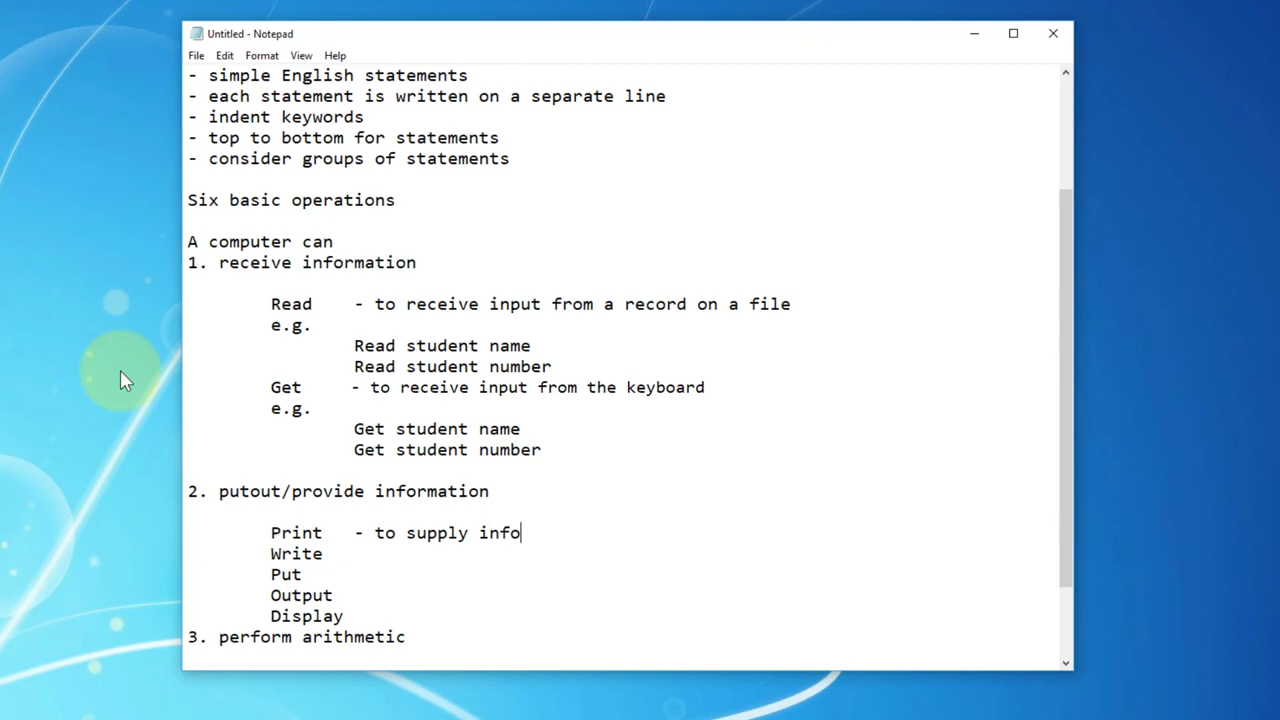 Untitled - Notepad
File Edit Format View Help
- simple English statements
- each statement is written on a separate line
- indent keywords
- top to bottom for statements
- consider groups of statements
Six basic operations
A computer can
1. receive information
Read - to receive input from a record on a file
e.g.
Read student name
Read student number
Get - to receive input from the keyboard
e.g.
Get student name
Get student number
2. putout/provide information
Print - to supply info
Write
Put
Output
Display
3. perform arithmetic